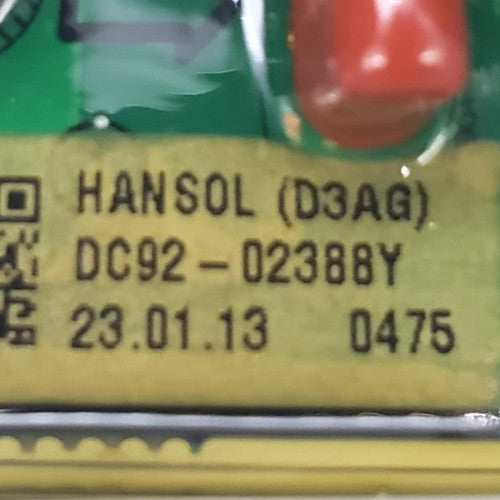 HANSOL (D3AG)
DC92-02388Y
23.01.13 0475